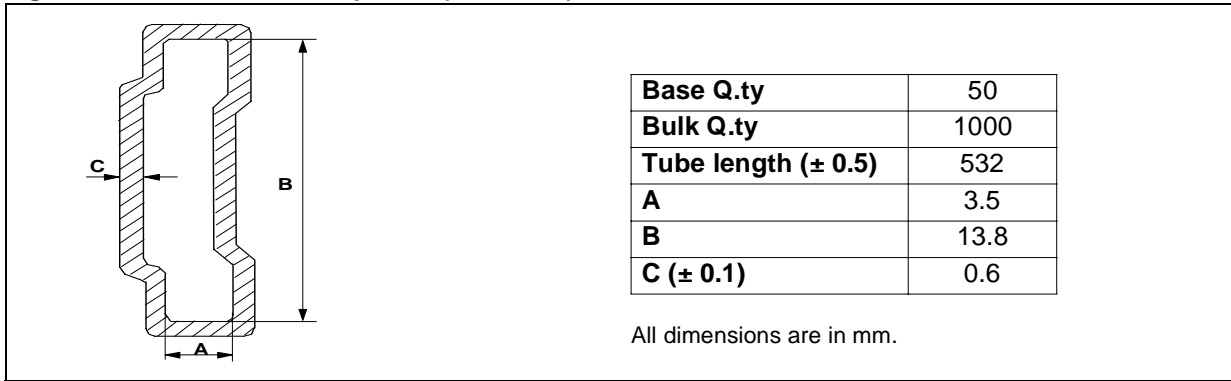 C
B
A
Base Q.ty 50
Bulk Q.ty 1000
Tube length (± 0.5) 532
A 3.5
B 13.8
C (± 0.1) 0.6
All dimensions are in mm.